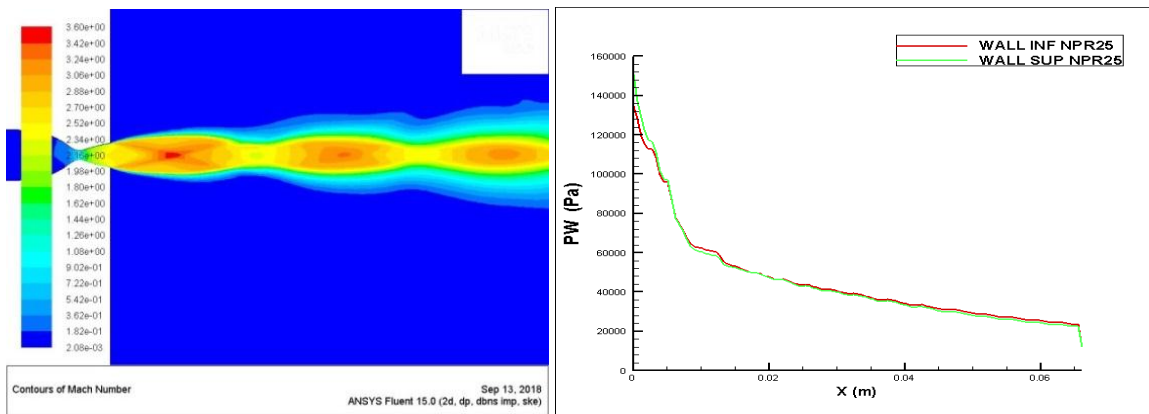 3.60e+00
3.42e+00
3.24e+00
3.06e+00
2.88e+00
2.70e+00
2.52e+00
2.34e+00
2.16e+00
1.98e+00
1.80e+00
1.62e+00
1.44e+00
1.26e+00
1.08e+00
9.02e-01
7.22e-01
5.42e-01
3.62e-01
1.82e-01
2.08e-03
Contours of Mach Number
Sep 13, 2018
ANSYS Fluent 15.0 (2d, dp, dbns imp, ske)
WALL INF NPR25
WALL SUP NPR25
160000
140000
120000
100000
80000
60000
40000
20000
0
PW (Pa)
0
0.02
0.04
0.06
X (m)